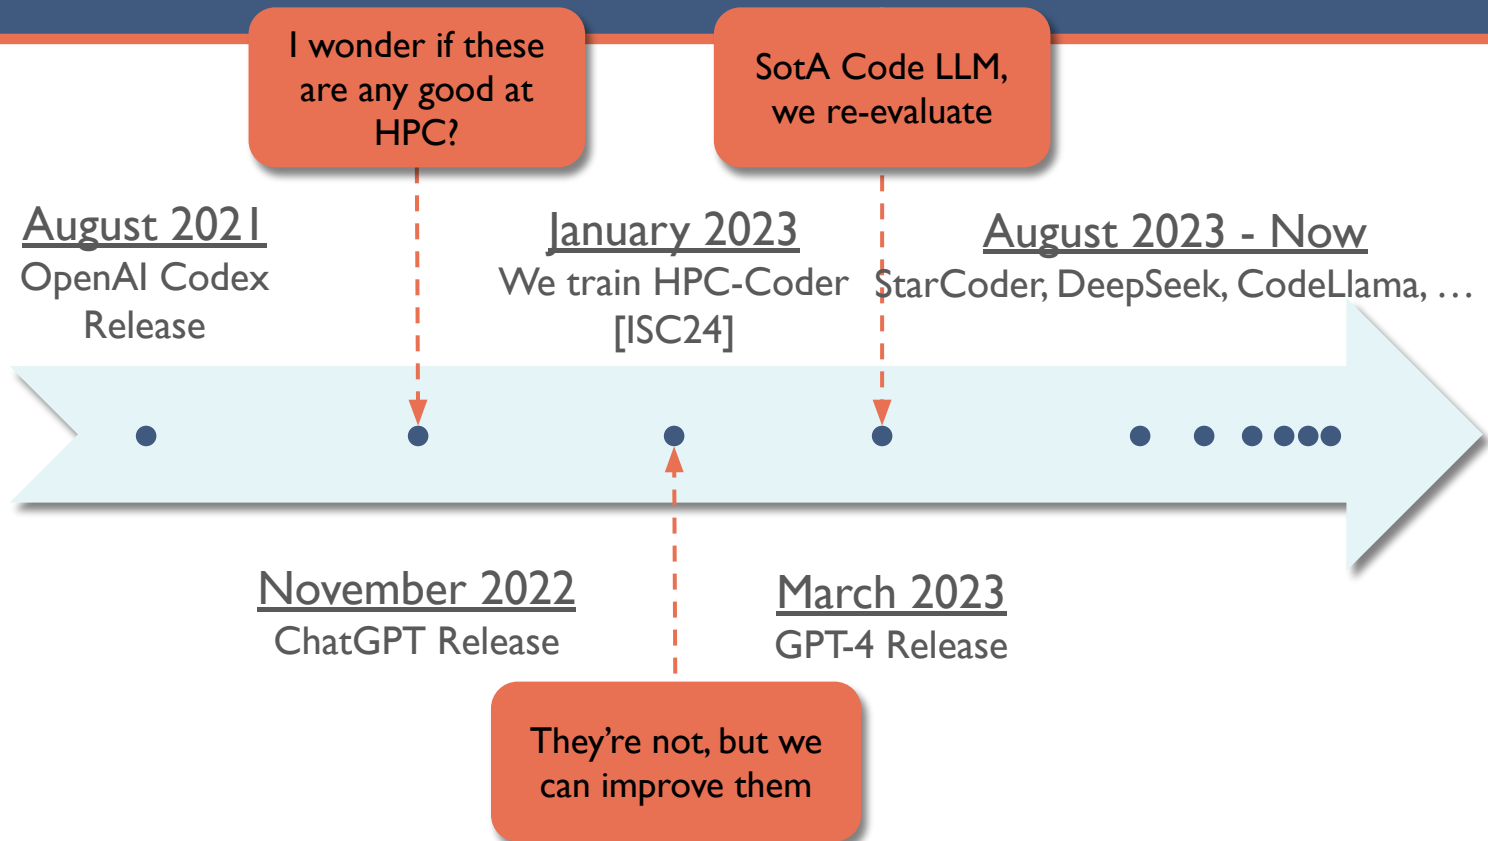 I wonder if these
are any good at
HPC?
SotA Code LLM,
we re-evaluate
August 2021
OpenAI Codex
Release
January 2023
We train HPC-Coder
[ISC24]
August 2023 - Now
StarCoder, DeepSeek, CodeLlama, …
November 2022
ChatGPT Release
March 2023
GPT-4 Release
They’re not, but we
can improve them